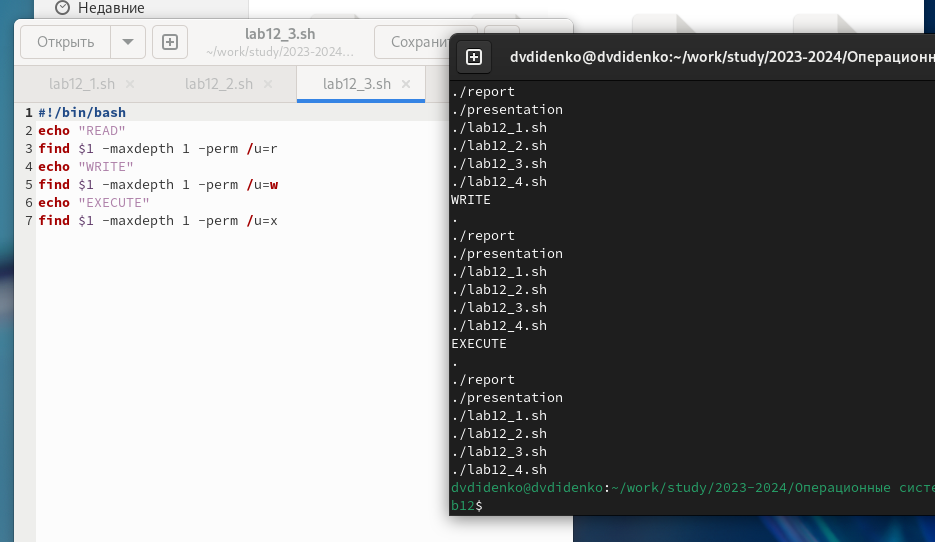 Недавние
Открыть
lab12_3.sh
~/work/study/2023-2024…
lab12_1.sh ×
lab12_2.sh ×
lab12_3.sh ×
1 #!/bin/bash
2 echo "READ"
3 find $1 -maxdepth 1 -perm /u=r
4 echo "WRITE"
5 find $1 -maxdepth 1 -perm /u=w
6 echo "EXECUTE"
7 find $1 -maxdepth 1 -perm /u=x
dvdidenko@dvdidenko:~/work/study/2023-2024/Операционн
./report
./presentation
./lab12_1.sh
./lab12_2.sh
./lab12_3.sh
./lab12_4.sh
WRITE
.
./report
./presentation
./lab12_1.sh
./lab12_2.sh
./lab12_3.sh
./lab12_4.sh
EXECUTE
.
./report
./presentation
./lab12_1.sh
./lab12_2.sh
./lab12_3.sh
./lab12_4.sh
dvdidenko@dvdidenko:~/work/study/2023-2024/Операционные систе
b12$